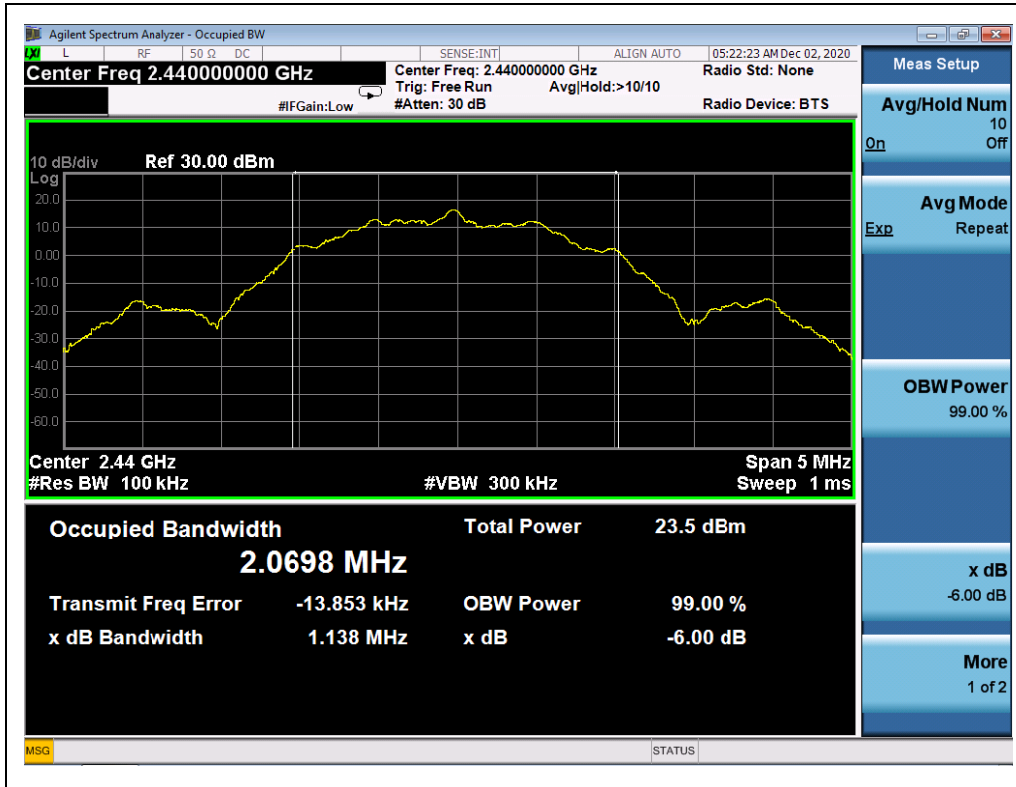 Agilent Spectrum Analyzer - Occupied BW
LXI L RF 50 Ω DC SENSE:INT ALIGN AUTO 05:22:23 AM Dec 02, 2020
Center Freq 2.440000000 GHz
Center Freq: 2.440000000 GHz
Radio Std: None
Trig: Free Run Avg|Hold:>10/10
#IFGain:Low
#Atten: 30 dB
Radio Device: BTS
10 dB/div Ref 30.00 dBm
Log
20.0
10.0
0.00
-10.0
-20.0
-30.0
-40.0
-50.0
-60.0
Center 2.44 GHz Span 5 MHz
#Res BW 100 kHz #VBW 300 kHz Sweep 1 ms
Occupied Bandwidth Total Power 23.5 dBm
2.0698 MHz
Transmit Freq Error -13.853 kHz OBW Power 99.00 %
x dB Bandwidth 1.138 MHz x dB -6.00 dB
Meas Setup
Avg/Hold Num
10
On Off
Avg Mode
Exp Repeat
OBW Power
99.00 %
x dB
-6.00 dB
More
1 of 2
MSG STATUS